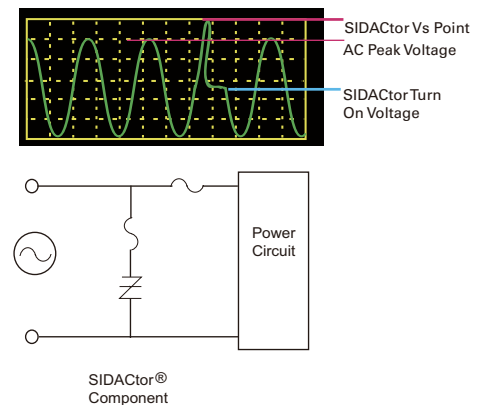 SIDACtor Vs Point
AC Peak Voltage
SIDACtor Turn
On Voltage
Power
Circuit
SIDACtor®
Component